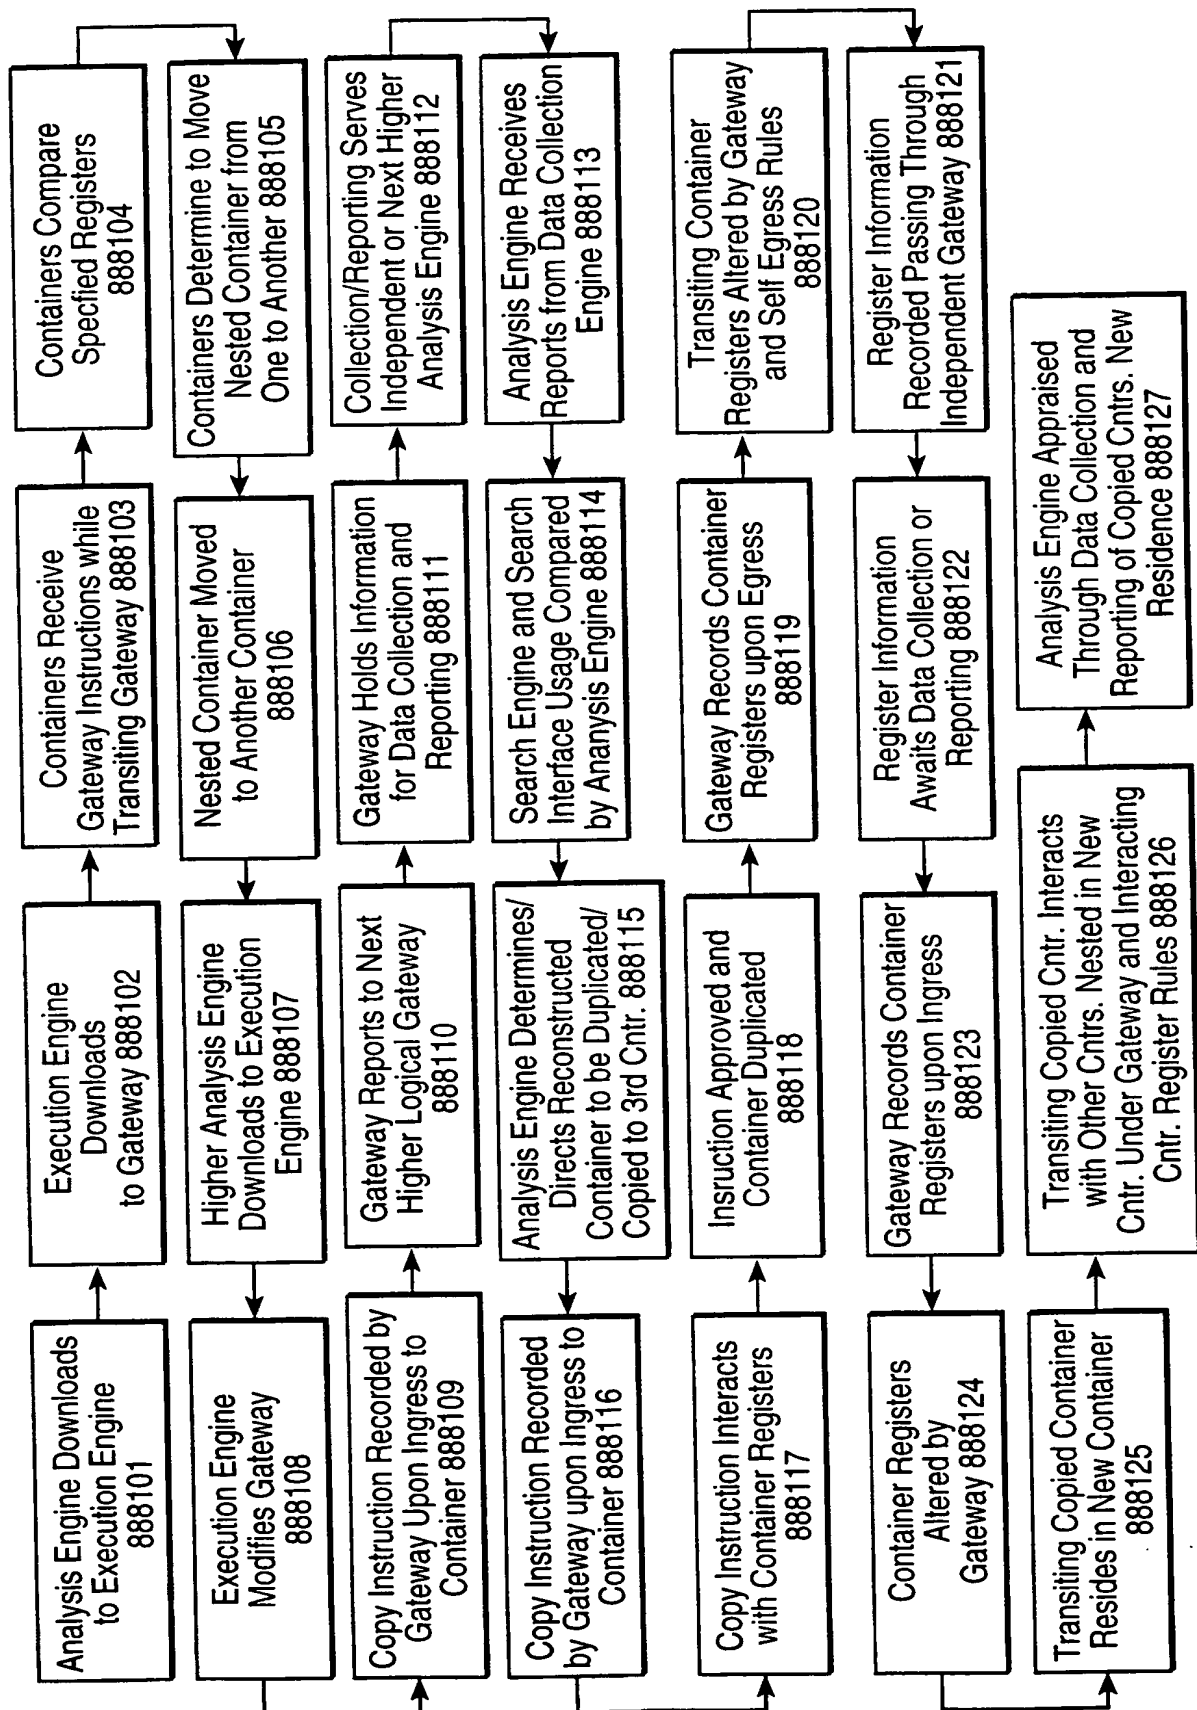 Analysis Engine Downloads
to Execution Engine
888101
Execution Engine
Downloads
to Gateway 888102
Containers Receive
Gateway Instructions while
Transiting Gateway 888103
Containers Compare
Specfied Registers
888104
Containers Determine to Move
Nested Container from
One to Another 888105
Nested Container Moved
to Another Container
888106
Higher Analysis Engine
Downloads to Execution
Engine 888107
Execution Engine
Modifies Gateway
888108
Copy Instruction Recorded by
Gateway Upon Ingress to
Container 888109
Gateway Reports to Next
Higher Logical Gateway
888110
Gateway Holds Information
for Data Collection and
Reporting 888111
Collection/Reporting Serves
Independent or Next Higher
Analysis Engine 888112
Analysis Engine Receives
Reports from Data Collection
Engine 888113
Search Engine and Search
Interface Usage Compared
by Ananysis Engine 888114
Analysis Engine Determines/
Directs Reconstructed
Container to be Duplicated/
Copied to 3rd Cntr. 888115
Copy Instruction Recorded
by Gateway upon Ingress to
Container 888116
Copy Instruction Interacts
with Container Registers
888117
Insruction Approved and
Container Duplicated
888118
Gateway Records Container
Registers upon Egress
888119
Transiting Container
Registers Altered by Gateway
and Self Egress Rules
888120
Register Information
Recorded Passing Through
Independent Gateway 888121
Register Information
Awaits Data Collection or
Reporting 888122
Gateway Records Container
Registers upon Ingress
888123
Container Registers
Altered by
Gateway 888124
Transiting Copied Container
Resides in New Container
888125
Transiting Copied Cntr. Interacts
with Other Cntrs. Nested in New
Cntr. Under Gateway and Interacting
Cntr. Register Rules 888126
Analysis Engine Appraised
Through Data Collection and
Reporting of Copied Cntrs. New
Residence 888127